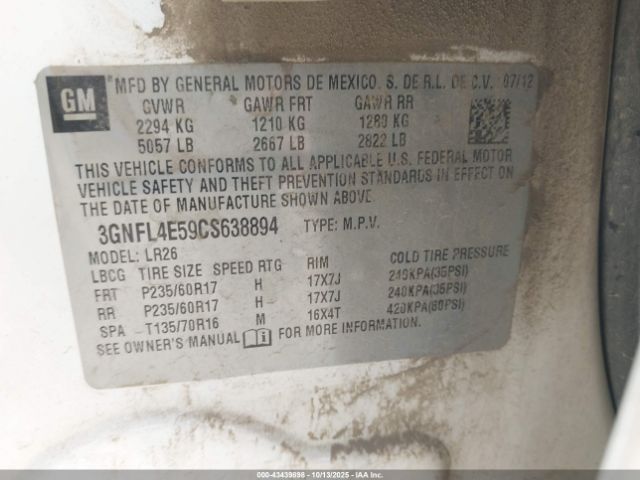 GM
MFD BY GENERAL MOTORS DE MEXICO. S. DE R.L. DE C.V. 07/12
GVWR GAWR FRT GAWR RR
2294 KG 1210 KG 1280 KG
5057 LB 2667 LB 2822 LB
THIS VEHICLE CONFORMS TO ALL APPLICABLE U.S. FEDERAL MOTOR
VEHICLE SAFETY AND THEFT PREVENTION STANDARDS IN EFFECT ON
THE DATE OF MANUFACTURE SHOWN ABOVE.
3GNFL4E59CS638894 TYPE: M.P.V.
MODEL: LR26
LBCG TIRE SIZE SPEED RTG RIM COLD TIRE PRESSURE
FRT P235/60R17 H 17X7J 240KPA(35PSI)
RR P235/60R17 H 17X7J 240KPA(35PSI)
SPA T135/70R16 M 16X4T 420KPA(60PSI)
SEE OWNER'S MANUAL FOR MORE INFORMATION.
000-43439698 | 10/13/2025 | Copyright © IAAI.com